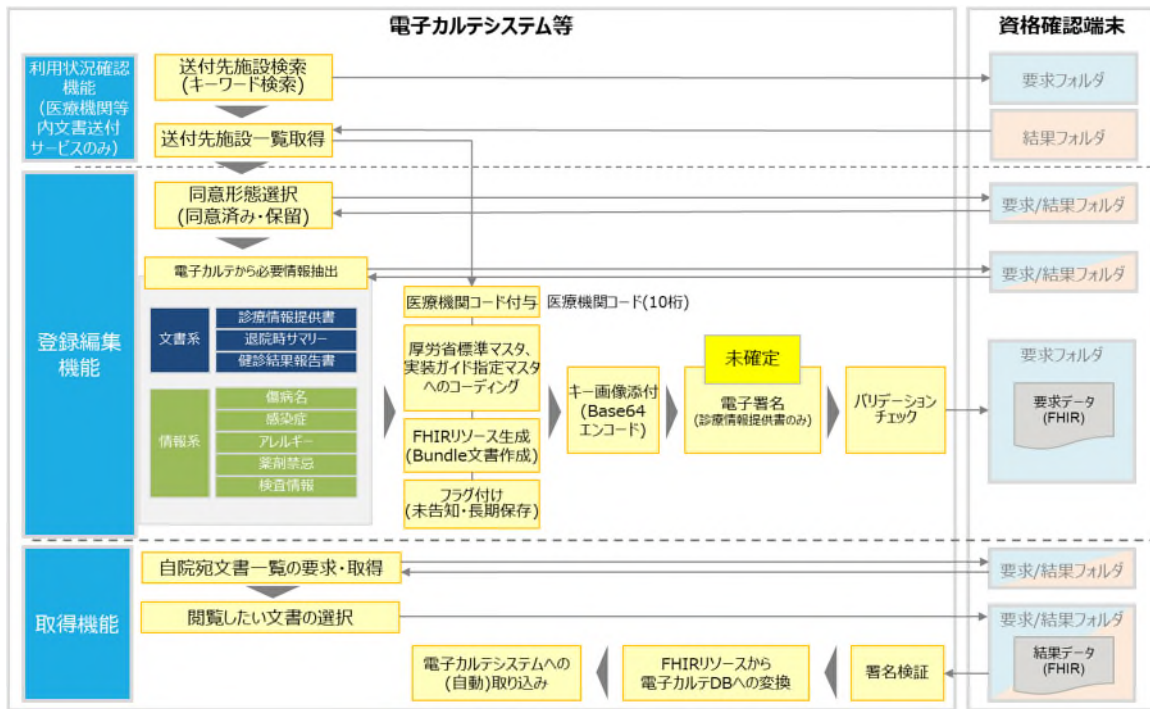 電子カルテシステム等
資格確認端末
利用状況確認
機能
(医療機関等
内文書送付
サービスのみ)
送付先施設検索
(キーワード検索)
要求フォルダ
送付先施設一覧取得
結果フォルダ
登録編集
機能
同意形態選択
(同意済み・保留)
要求/結果フォルダ
電子カルテから必要情報抽出
要求/結果フォルダ
文書系
診療情報提供書
退院時サマリー
健診結果報告書
情報系
傷病名
感染症
アレルギー
薬剤禁忌
検査情報
医療機関コード付与
医療機関コード(10桁)
厚労省標準マスタ、
実装ガイド指定マスタ
へのコーディング
FHIRリソース生成
(Bundle文書作成)
フラグ付け
(未告知・長期保存)
キー画像添付
(Base64
エンコード)
未確定
電子署名
(診療情報提供書のみ)
バリデーション
チェック
要求フォルダ
要求データ
(FHIR)
取得機能
自院宛文書一覧の要求・取得
要求/結果フォルダ
閲覧したい文書の選択
要求/結果フォルダ
結果データ
(FHIR)
署名検証
FHIRリソースから
電子カルテDBへの変換
電子カルテシステムへの
(自動)取り込み